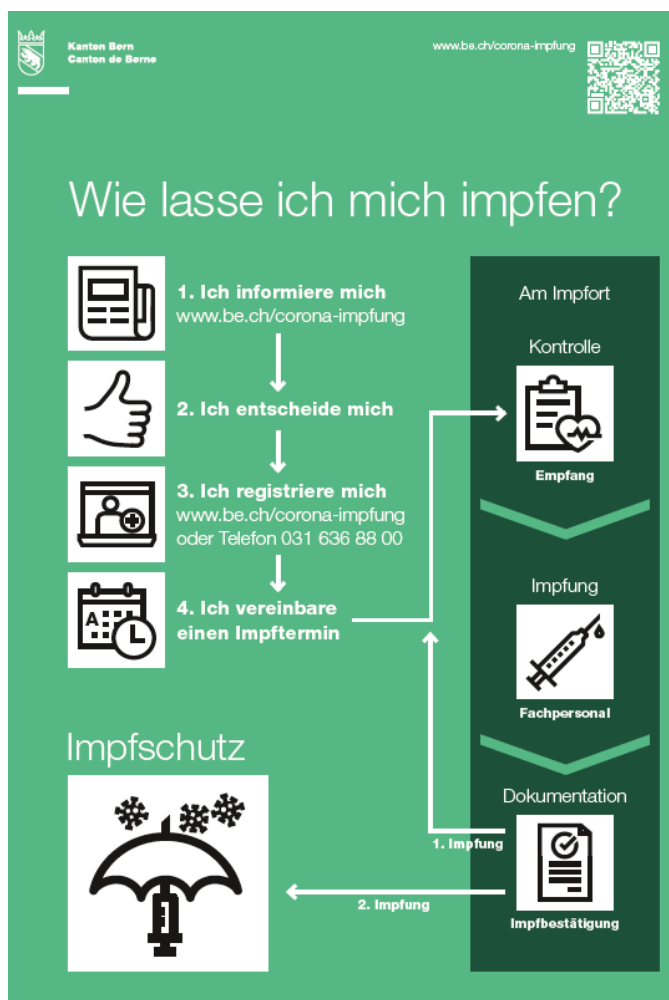 Kanton Bern
Canton de Berne
www.be.ch/corona-impfung
Wie lasse ich mich impfen?
1. Ich informiere mich
www.be.ch/corona-impfung
2. Ich entscheide mich
3. Ich registriere mich
www.be.ch/corona-impfung
oder Telefon 031 636 88 00
A
4. Ich vereinbare
einen Impftermin
Am Impfort
Kontrolle
Empfang
Impfung
Fachpersonal
Dokumentation
Impfbestätigung
1. Impfung
2. Impfung
Impfschutz